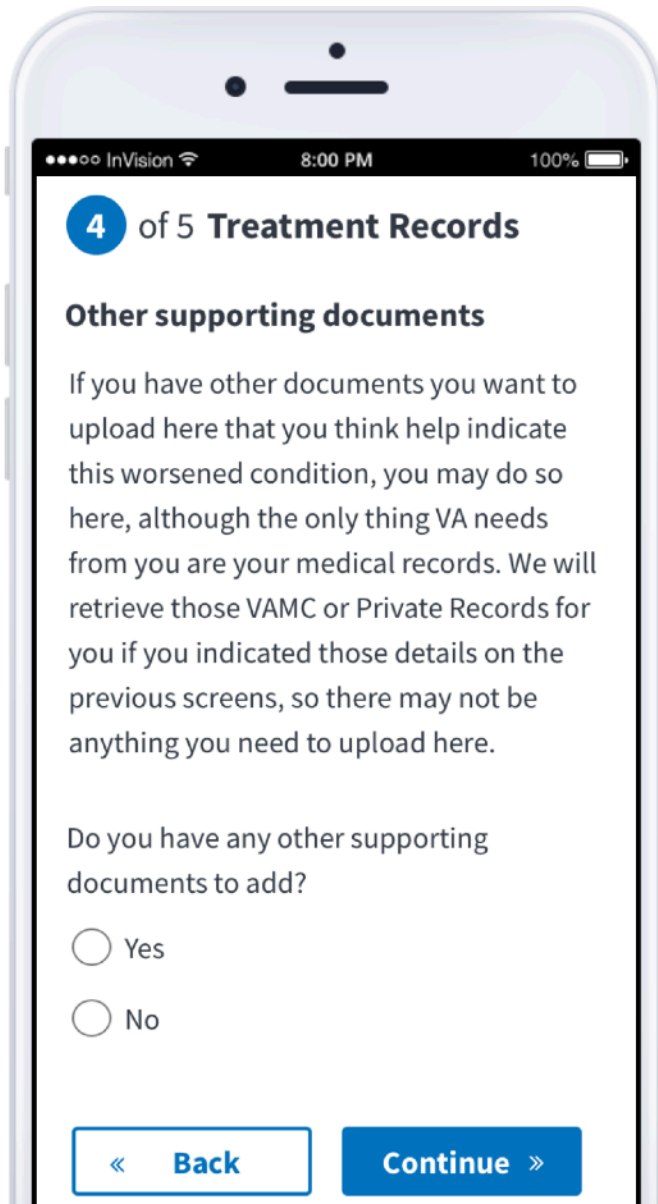 InVision 8:00 PM 100%
4 of 5 Treatment Records
Other supporting documents
If you have other documents you want to
upload here that you think help indicate
this worsened condition, you may do so
here, although the only thing VA needs
from you are your medical records. We will
retrieve those VAMC or Private Records for
you if you indicated those details on the
previous screens, so there may not be
anything you need to upload here.
Do you have any other supporting
documents to add?
Yes
No
« Back Continue »